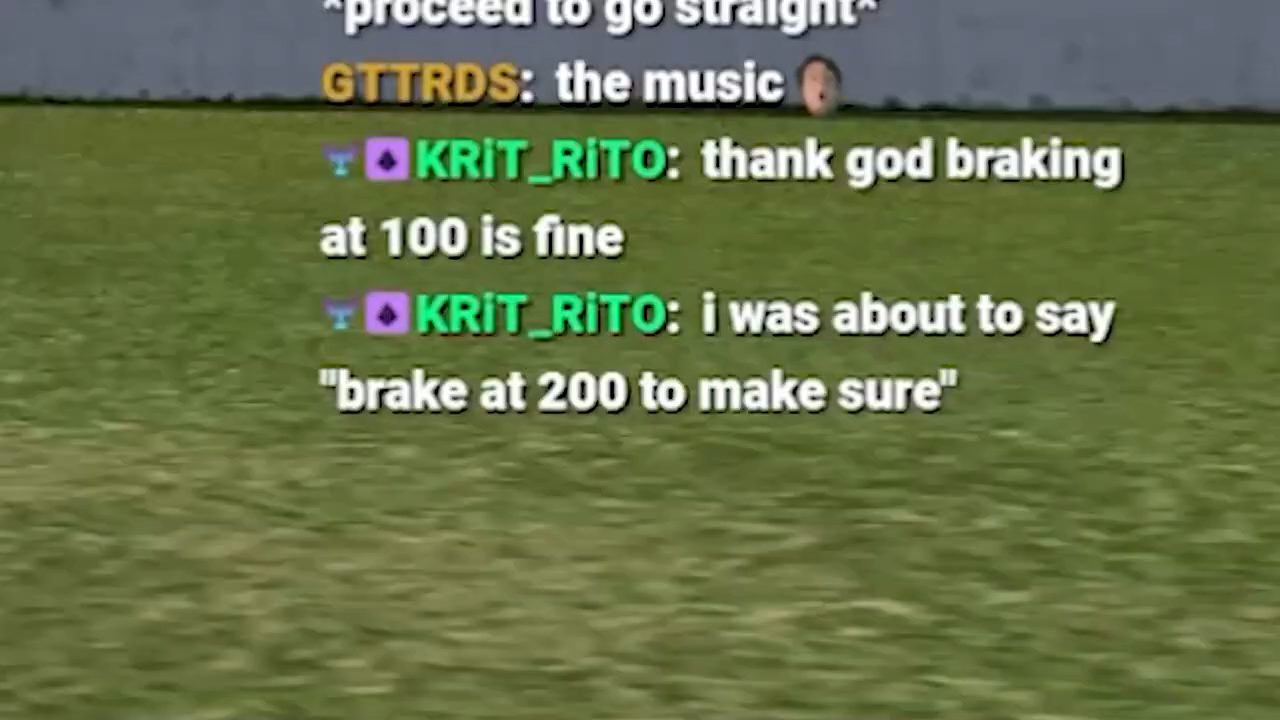 *proceed to go straight*
GTTRDS: the music
KRiT_RiTO: thank god braking
at 100 is fine
KRiT_RiTO: i was about to say
"brake at 200 to make sure"